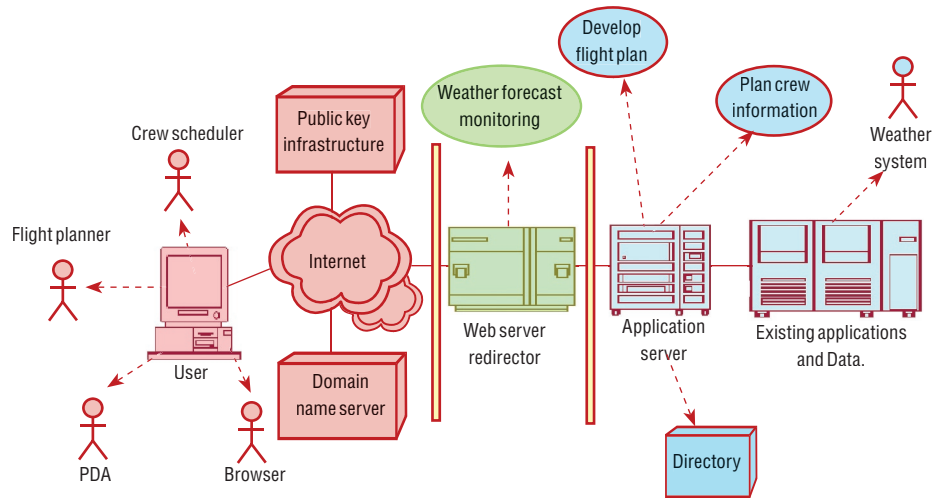 Develop
flight plan
Weather forecast
monitoring
Plan crew
information
Public key
infrastructure
Crew scheduler
Weather
system
Flight planner
Internet
Web server
redirector
Application
server
Existing applications
and Data.
User
Domain
name server
PDA
Browser
Directory